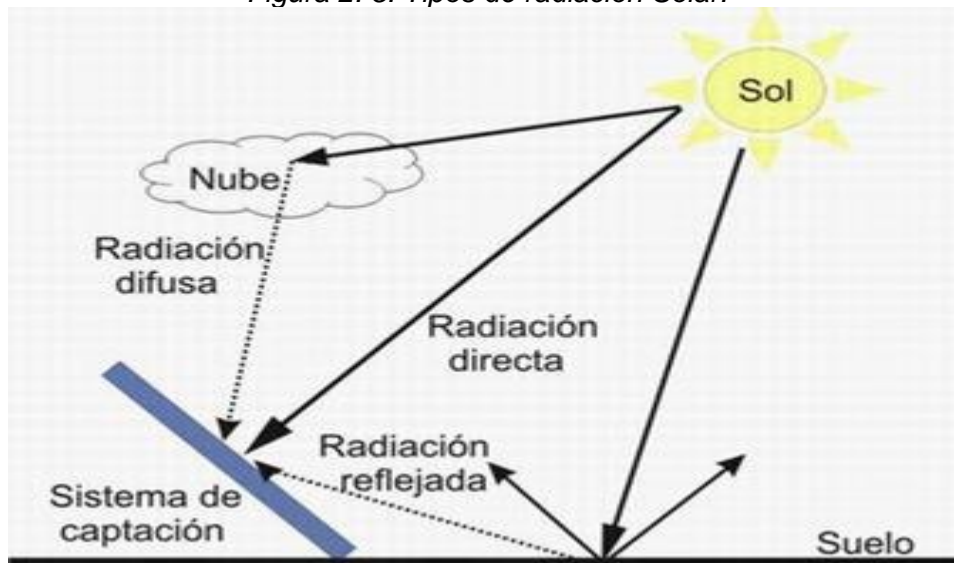 Sol
Nube
Radiación
difusa
Radiación
directa
Radiación
reflejada
Sistema de
captación
Suelo